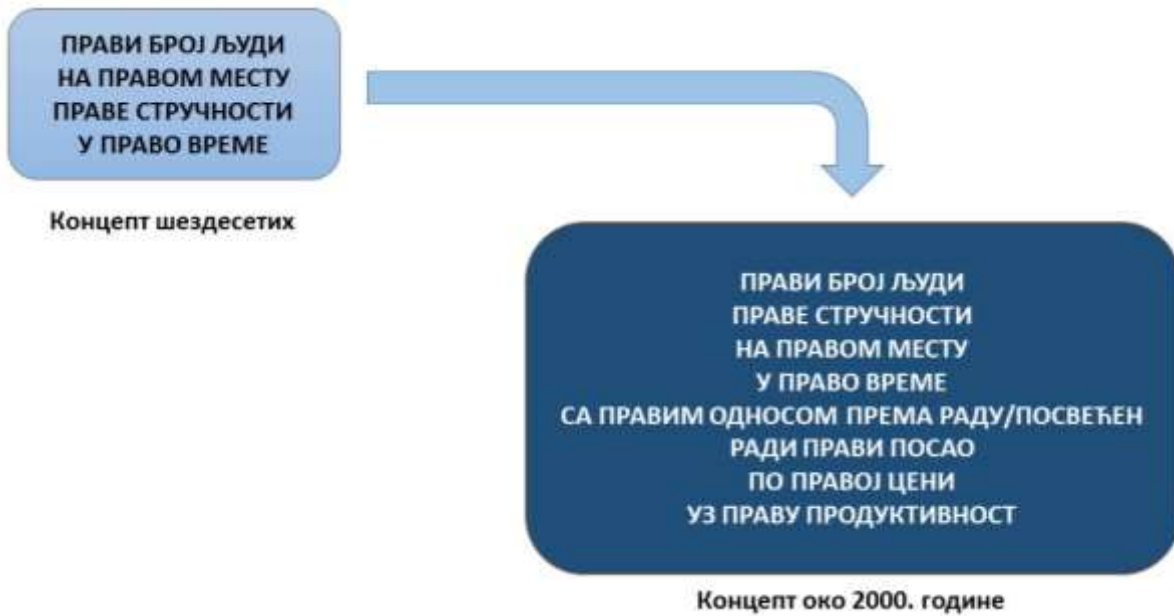 ПРАВИ БРОЈ ЉУДИ
НА ПРАВОМ МЕСТУ
ПРАВЕ СТРУЧНОСТИ
У ПРАВО ВРЕМЕ
Концепт шездесетих
ПРАВИ БРОЈ ЉУДИ
ПРАВЕ СТРУЧНОСТИ
НА ПРАВОМ МЕСТУ
У ПРАВО ВРЕМЕ
СА ПРАВИМ ОДНОСОМ ПРЕМА РАДУ/ПОСВЕЋЕН
РАДИ ПРАВИ ПОСАО
ПО ПРАВОЈ ЦЕНИ
УЗ ПРАВУ ПРОДУКТИВНОСТ
Концепт око 2000. године